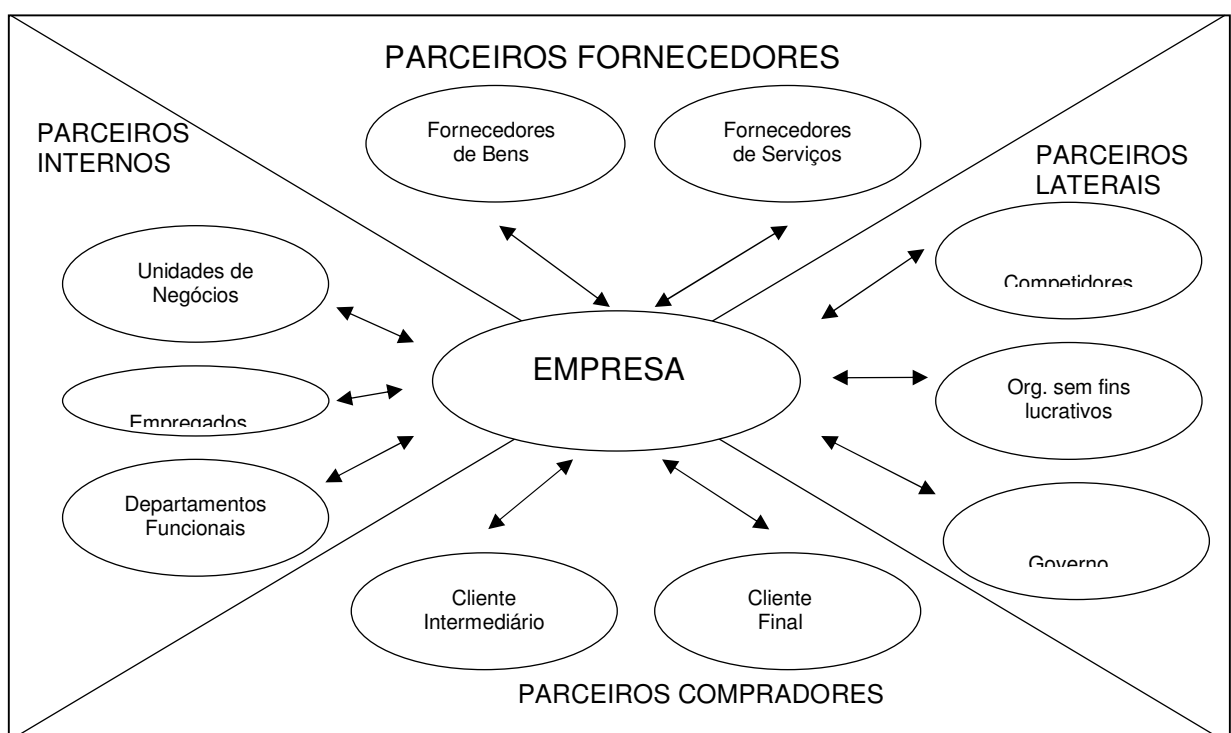 PARCEIROS FORNECEDORES
PARCEIROS
INTERNOS
Fornecedores
de Bens
Fornecedores
de Serviços
PARCEIROS
LATERAIS
Unidades de
Negócios
Competidores
EMPRESA
Org. sem fins
lucrativos
Empregados
Departamentos
Funcionais
Governo
Cliente
Intermediário
Cliente
Final
PARCEIROS COMPRADORES